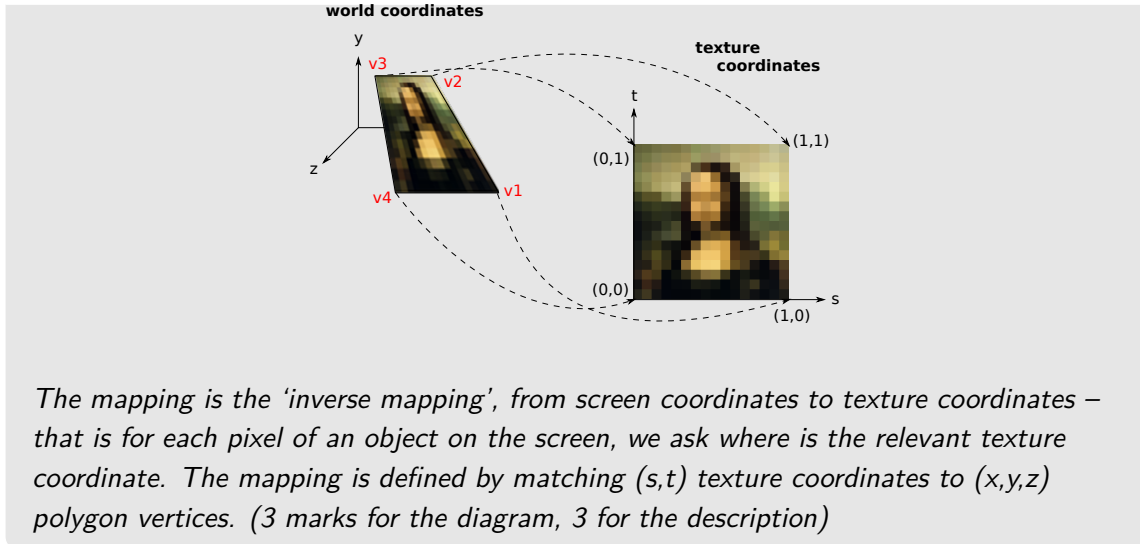 world coordinates
y
v3
v2
z
v4
v1
texture
coordinates
t
(0,1)
(1,1)
(0,0)
s
(1,0)
The mapping is the ‘inverse mapping’, from screen coordinates to texture coordinates –
that is for each pixel of an object on the screen, we ask where is the relevant texture
coordinate. The mapping is defined by matching (s,t) texture coordinates to (x,y,z)
polygon vertices. (3 marks for the diagram, 3 for the description)